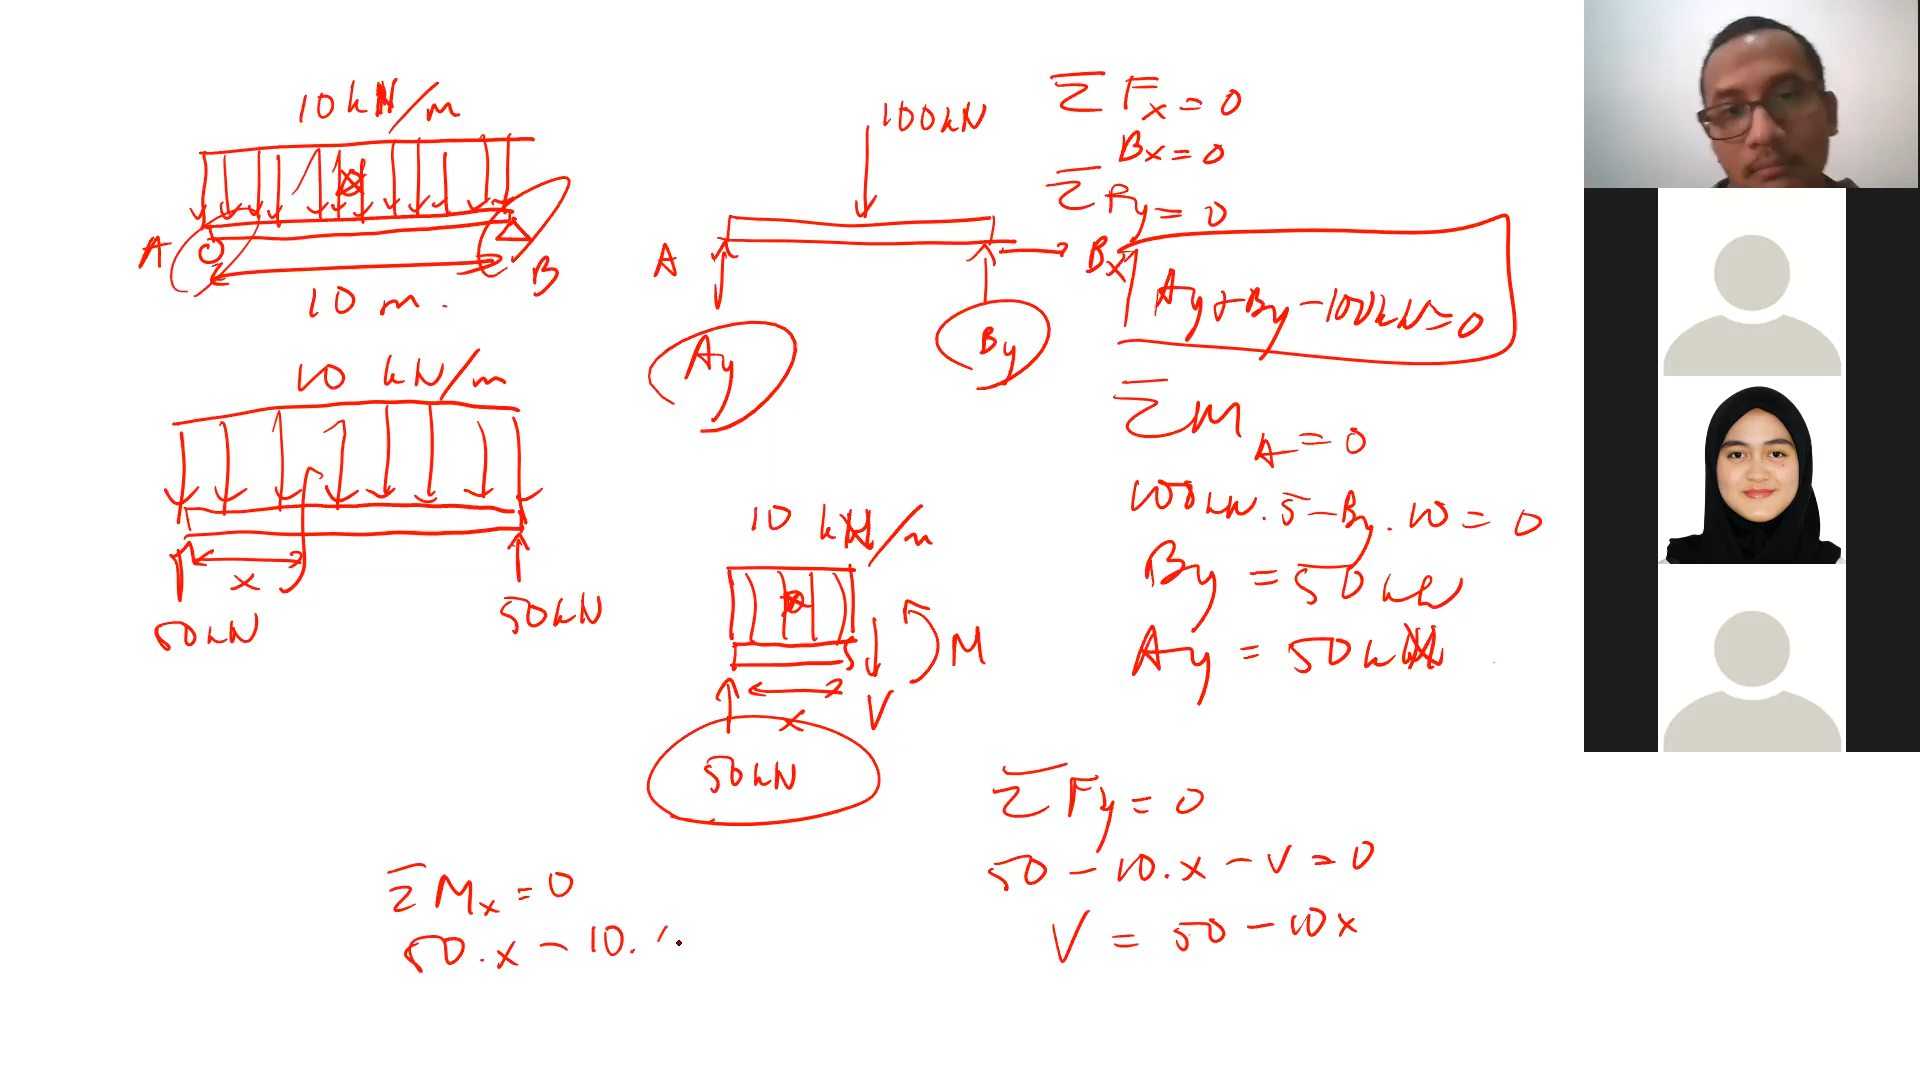 10 kN/m
A
B
10 m.
10 kN/m
x
50 kN
50 kN
100 kN
A
Bx
Ay
By
ΣFx = 0
Bx = 0
ΣFy = 0
Ay + By - 100 kN = 0
ΣM A = 0
100 kN . 5 - By . 10 = 0
By = 50 kN
Ay = 50 kN
10 kN/m
M
V
x
50 kN
ΣFy = 0
50 - 10 . x - V = 0
V = 50 - 10x
ΣMx = 0
50 . x - 10 .